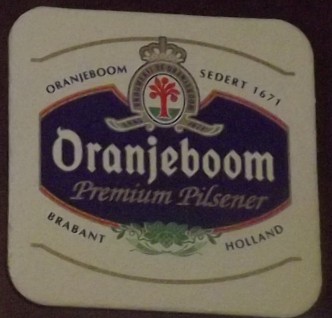 ORANJEBOOM SEDERT 1671
Oranjeboom
Premium Pilsener
BRABANT HOLLAND